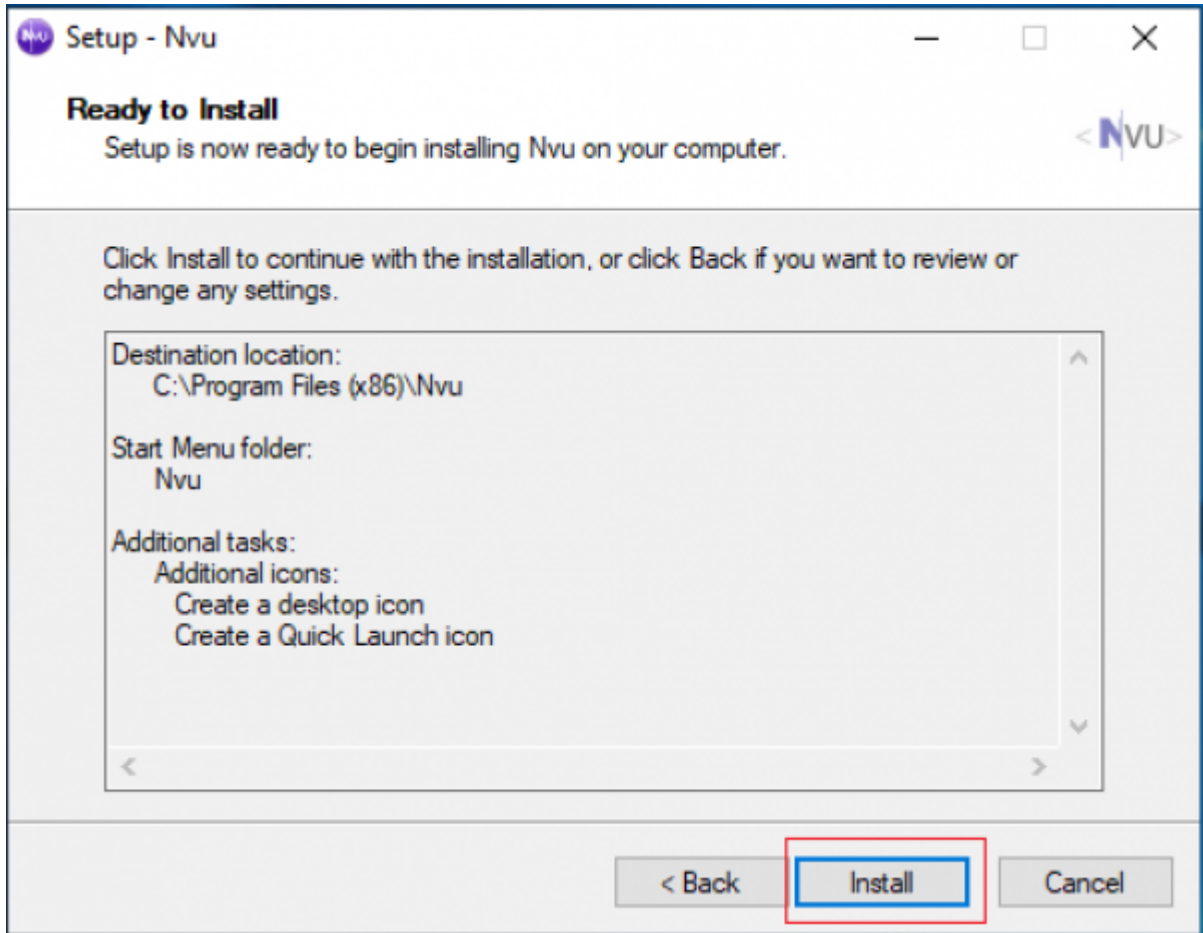 Nvu Setup - Nvu
Ready to Install
Setup is now ready to begin installing Nvu on your computer.
<NVU>
Click Install to continue with the installation, or click Back if you want to review or
change any settings.
Destination location:
C:\Program Files (x86)\Nvu
Start Menu folder:
Nvu
Additional tasks:
Additional icons:
Create a desktop icon
Create a Quick Launch icon
< Back Install Cancel